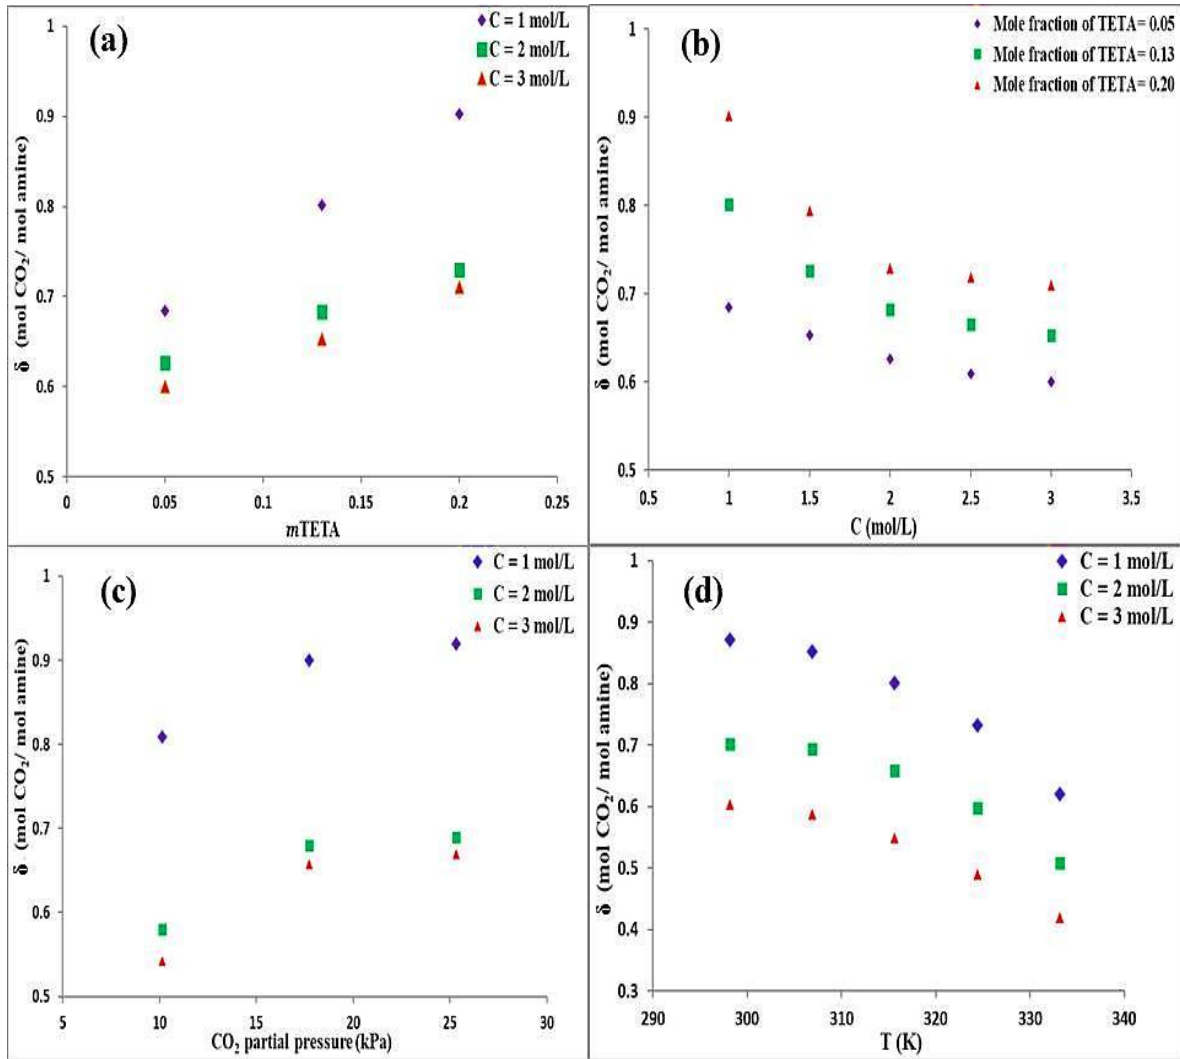 (a)
C = 1 mol/L
C = 2 mol/L
C = 3 mol/L
1
0.9
0.8
0.7
0.6
0.5
δ (mol CO₂/ mol amine)
0
0.05
0.1
0.15
0.2
0.25
mTETA
(b)
Mole fraction of TETA= 0.05
Mole fraction of TETA= 0.13
Mole fraction of TETA= 0.20
1
0.9
0.8
0.7
0.6
0.5
δ (mol CO₂/ mol amine)
0.5
1
1.5
2
2.5
3
3.5
C (mol/L)
(c)
C = 1 mol/L
C = 2 mol/L
C = 3 mol/L
1
0.9
0.8
0.7
0.6
0.5
δ (mol CO₂/ mol amine)
5
10
15
20
25
30
CO₂ partial pressure (kPa)
(d)
C = 1 mol/L
C = 2 mol/L
C = 3 mol/L
1
0.9
0.8
0.7
0.6
0.5
0.4
0.3
δ (mol CO₂/ mol amine)
290
300
310
320
330
340
T (K)